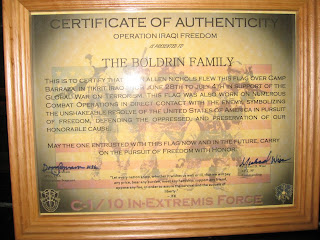 CERTIFICATE OF AUTHENTICITY
OPERATION IRAQI FREEDOM
IS PRESENTED TO
THE BOLDRIN FAMILY
THIS IS TO CERTIFY THAT ALLEN NICHOLS FLEW THIS FLAG OVER CAMP
IN TIKRIT IRAQ FROM JUNE 28TH TO JULY 4TH IN SUPPORT OF THE
GLOBAL WAR ON TERRORISM. THIS FLAG WAS ALSO WORN ON NUMEROUS
COMBAT OPERATIONS IN DIRECT CONTACT WITH THE ENEMY, SYMBOLIZING
THE UNSHAKEABLE RESOLVE OF THE UNITED STATES OF AMERICA IN PURSUIT
OF FREEDOM, DEFENDING THE OPPRESSED, AND PRESERVATION OF OUR
HONORABLE CAUSE.
MAY THE ONE ENTRUSTED WITH THIS FLAG NOW AND IN THE FUTURE, CARRY
ON THE PURSUIT OF FREEDOM WITH HONOR.
C-1/10 IN-EXTREMIS FORCE